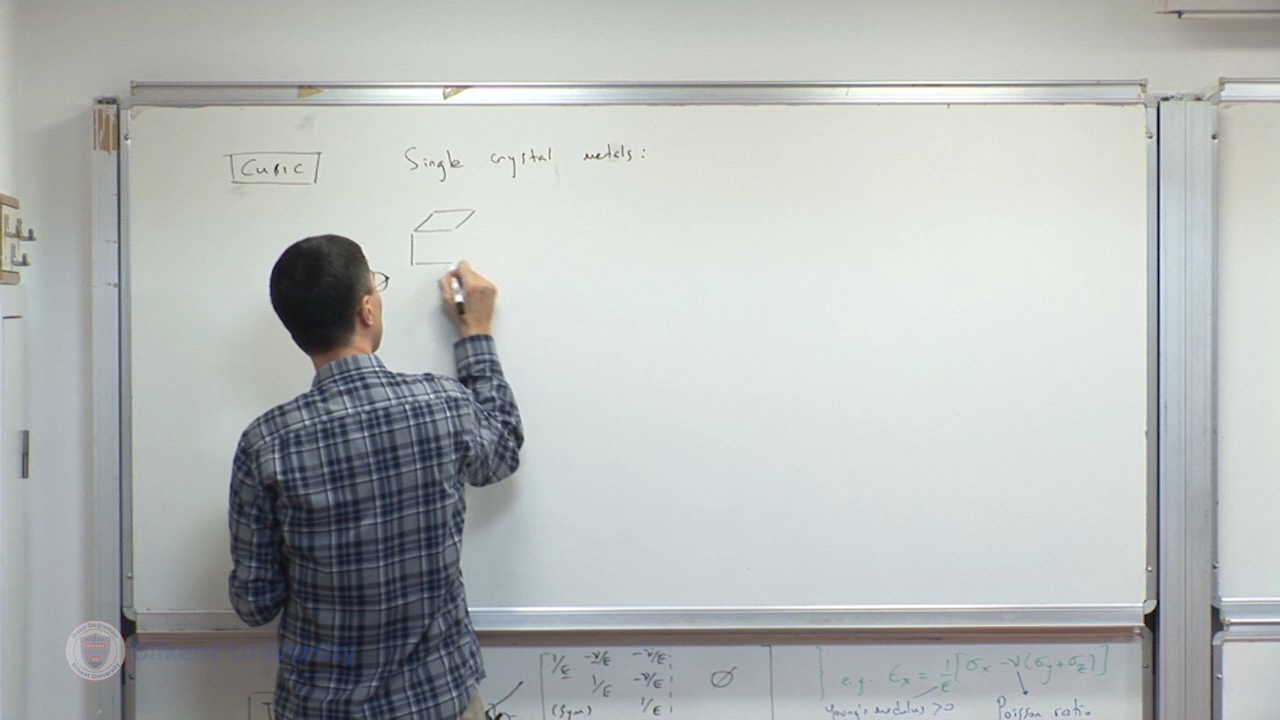 Cubic
Single crystal metals:
1/E -ν/E -ν/E
1/E -ν/E
(Sym) 1/E
∅
e.g. εx = 1/E [σx - ν(σy+σz)]
Young's modulus >0
Poisson ratio
Bilkent University